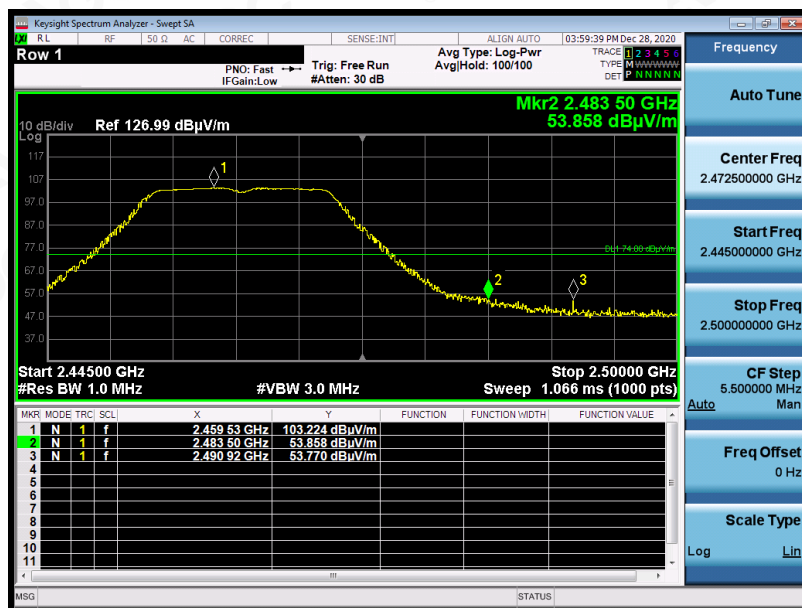 Keysight Spectrum Analyzer - Swept SA
LXI RL RF 50 Ω AC CORREC SENSE:INT ALIGN AUTO 03:59:39 PM Dec 28, 2020
Row 1
PNO: Fast
IFGain:Low
Trig: Free Run
#Atten: 30 dB
Avg Type: Log-Pwr
Avg|Hold: 100/100
TRACE 1 2 3 4 5 6
TYPE M W W W W W
DET P N N N N N
Mkr2 2.483 50 GHz
53.858 dBµV/m
10 dB/div Ref 126.99 dBµV/m
Log
117
107
97.0
87.0
77.0
67.0
57.0
47.0
37.0
1
2
3
DL1 74.00 dBµV/m
Start 2.44500 GHz Stop 2.50000 GHz
#Res BW 1.0 MHz #VBW 3.0 MHz Sweep 1.066 ms (1000 pts)
MKR MODE TRC SCL X Y FUNCTION FUNCTION WIDTH FUNCTION VALUE
1 N 1 f 2.459 53 GHz 103.224 dBµV/m
2 N 1 f 2.483 50 GHz 53.858 dBµV/m
3 N 1 f 2.490 92 GHz 53.770 dBµV/m
4
5
6
7
8
9
10
11
MSG STATUS
Frequency
Auto Tune
Center Freq
2.472500000 GHz
Start Freq
2.445000000 GHz
Stop Freq
2.500000000 GHz
CF Step
5.500000 MHz
Auto Man
Freq Offset
0 Hz
Scale Type
Log Lin